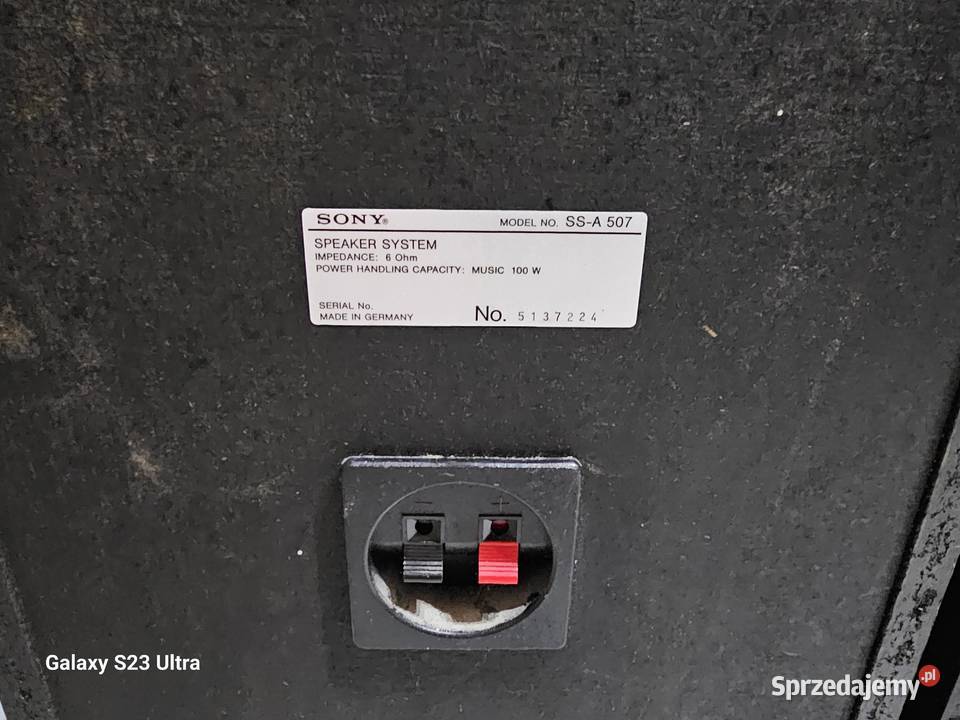 SONY® MODEL NO. SS-A 507
SPEAKER SYSTEM
IMPEDANCE: 6 Ohm
POWER HANDLING CAPACITY: MUSIC 100 W
SERIAL No.
MADE IN GERMANY No. 5137224
− +
Galaxy S23 Ultra
Sprzedajemy.pl